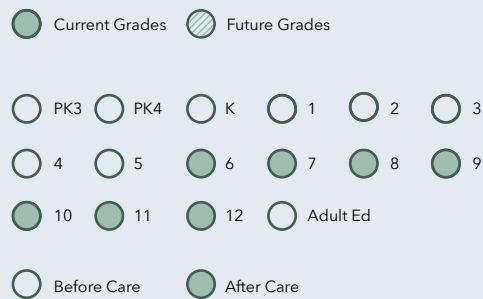 Current Grades Future Grades
PK3 PK4 K 1 2 3
4 5 6 7 8 9
10 11 12 Adult Ed
Before Care After Care